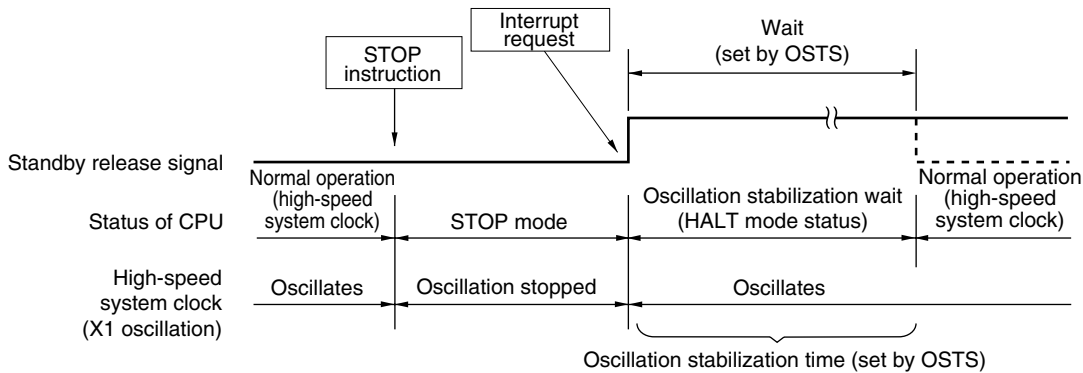 Interrupt
request
Wait
(set by OSTS)
STOP
instruction
Standby release signal
Normal operation
(high-speed
system clock)
Status of CPU
STOP mode
Oscillation stabilization wait
(HALT mode status)
Normal operation
(high-speed
system clock)
High-speed
system clock
(X1 oscillation)
Oscillates
Oscillation stopped
Oscillates
Oscillation stabilization time (set by OSTS)